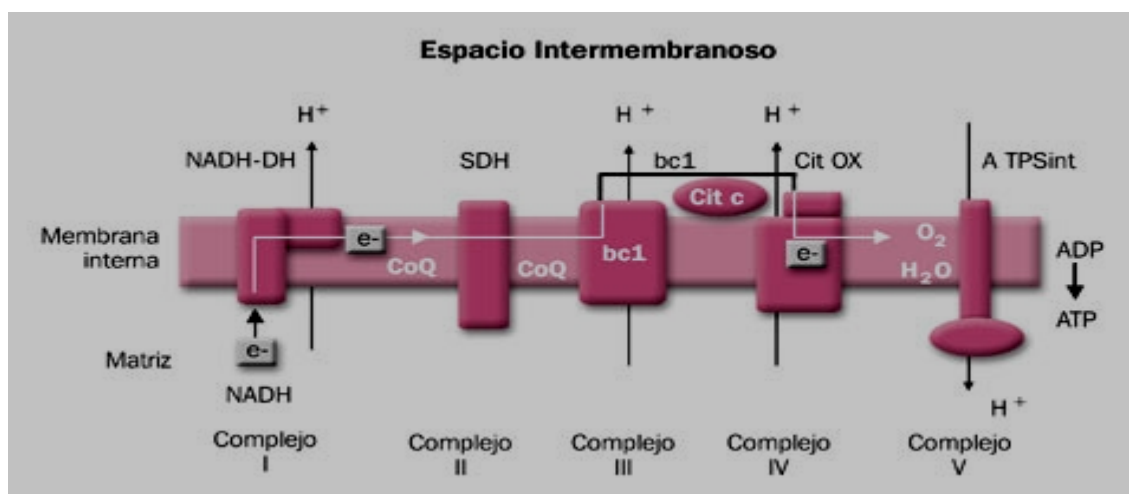 Espacio Intermembranoso
H+
H+
H+
NADH-DH
SDH
bc1
Cit OX
A TPSint
Cit c
Membrana
interna
e-
CoQ
CoQ
bc1
e-
O2
H2O
ADP
ATP
Matriz
e-
NADH
H+
Complejo
I
Complejo
II
Complejo
III
Complejo
IV
Complejo
V